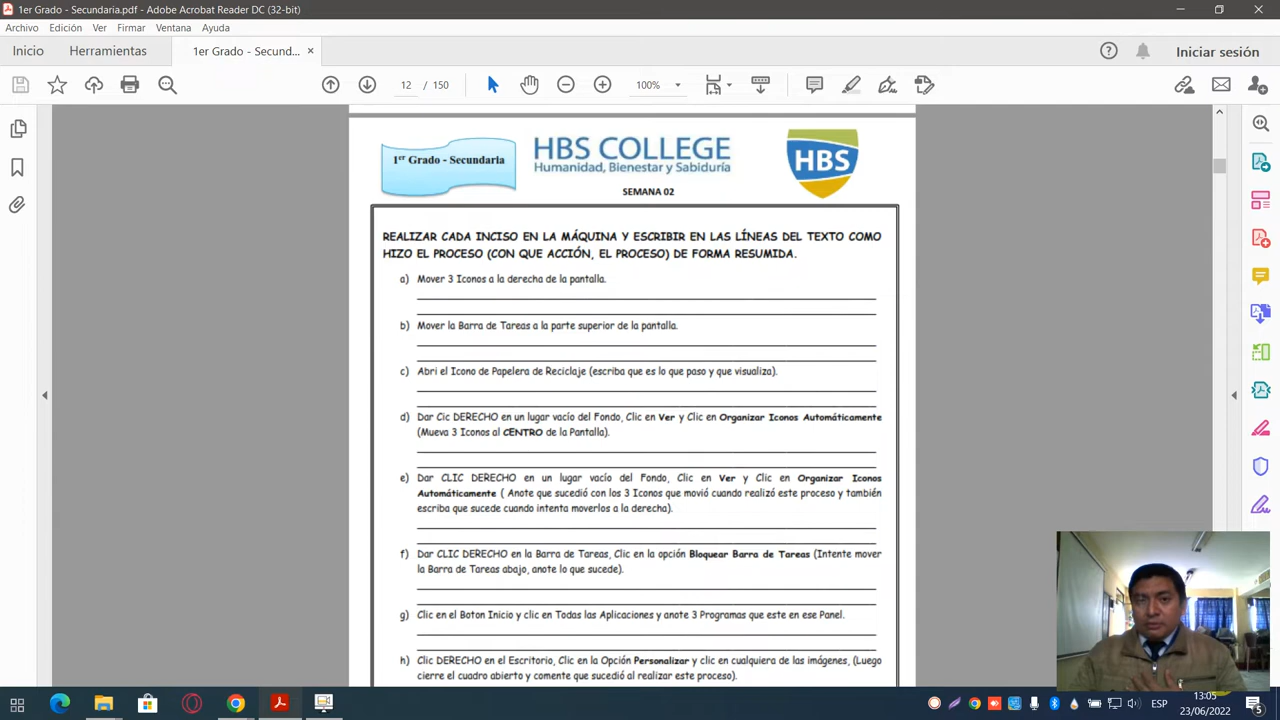 1er Grado - Secundaria.pdf - Adobe Acrobat Reader DC (32-bit)
Archivo Edición Ver Firmar Ventana Ayuda
Inicio Herramientas 1er Grado - Secund... × Iniciar sesión
12 / 150 100%
1er Grado - Secundaria
HBS COLLEGE
Humanidad, Bienestar y Sabiduría
HBS
SEMANA 02
REALIZAR CADA INCISO EN LA MÁQUINA Y ESCRIBIR EN LAS LÍNEAS DEL TEXTO COMO
HIZO EL PROCESO (CON QUE ACCIÓN, EL PROCESO) DE FORMA RESUMIDA.
a) Mover 3 Iconos a la derecha de la pantalla.
b) Mover la Barra de Tareas a la parte superior de la pantalla.
c) Abri el Icono de Papelera de Reciclaje (escriba que es lo que paso y que visualiza).
d) Dar Cic DERECHO en un lugar vacío del Fondo, Clic en Ver y Clic en Organizar Iconos Automáticamente
(Mueva 3 Iconos al CENTRO de la Pantalla).
e) Dar CLIC DERECHO en un lugar vacío del Fondo, Clic en Ver y Clic en Organizar Iconos
Automáticamente ( Anote que sucedió con los 3 Iconos que movió cuando realizó este proceso y también
escriba que sucede cuando intenta moverlos a la derecha).
f) Dar CLIC DERECHO en la Barra de Tareas, Clic en la opción Bloquear Barra de Tareas (Intente mover
la Barra de Tareas abajo, anote lo que sucede).
g) Clic en el Boton Inicio y clic en Todas las Aplicaciones y anote 3 Programas que este en ese Panel.
h) Clic DERECHO en el Escritorio, Clic en la Opción Personalizar y clic en cualquiera de las imágenes, (Luego
cierre el cuadro abierto y comente que sucedió al realizar este proceso).
ESP
13:05
23/06/2022
5